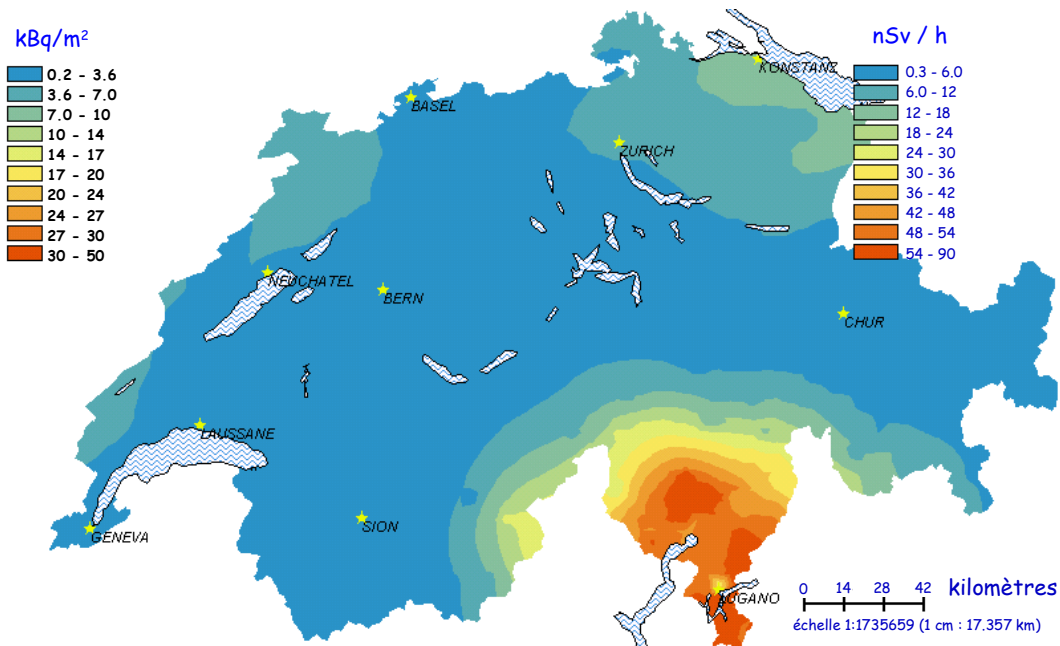 kBq/m²
0.2 - 3.6
3.6 - 7.0
7.0 - 10
10 - 14
14 - 17
17 - 20
20 - 24
24 - 27
27 - 30
30 - 50
nSv / h
0.3 - 6.0
6.0 - 12
12 - 18
18 - 24
24 - 30
30 - 36
36 - 42
42 - 48
48 - 54
54 - 90
KONSTANZ
BASEL
ZURICH
NEUCHATEL
BERN
CHUR
LAUSSANE
SION
GENEVA
LUGANO
0 14 28 42 kilomètres
échelle 1:1735659 (1 cm : 17.357 km)